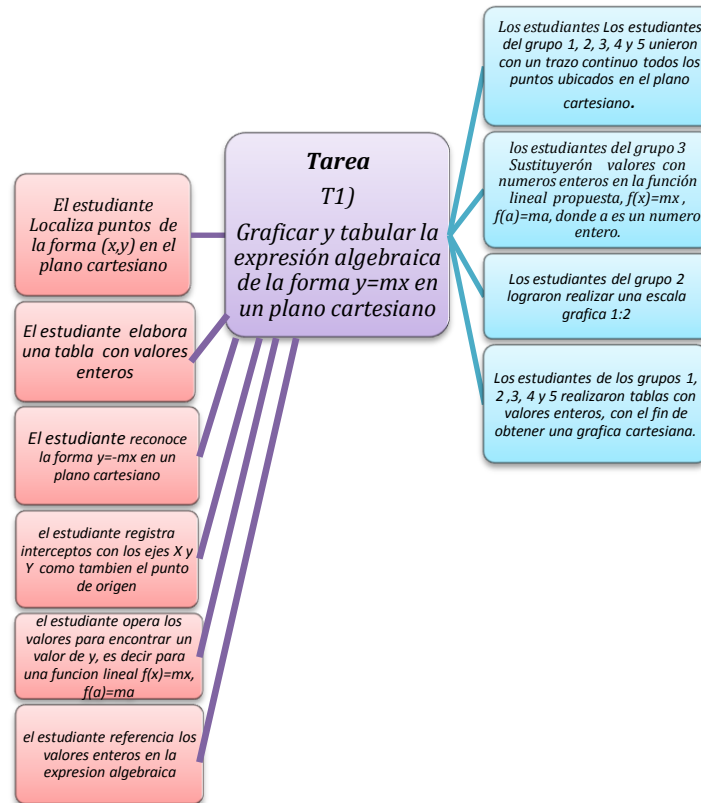 Tarea
T1)
Graficar y tabular la
expresión algebraica
de la forma y=mx en
un plano cartesiano
El estudiante
Localiza puntos de
la forma (x,y) en el
plano cartesiano
El estudiante elabora
una tabla con valores
enteros
El estudiante reconoce
la forma y=-mx en un
plano cartesiano
el estudiante registra
interceptos con los ejes X y
Y como tambien el punto
de origen
el estudiante opera los
valores para encontrar un
valor de y, es decir para
una funcion lineal f(x)=mx,
f(a)=ma
el estudiante referencia los
valores enteros en la
expresion algebraica
Los estudiantes Los estudiantes
del grupo 1, 2, 3, 4 y 5 unieron
con un trazo continuo todos los
puntos ubicados en el plano
cartesiano.
los estudiantes del grupo 3
Sustituyerón valores con
numeros enteros en la función
lineal propuesta, f(x)=mx ,
f(a)=ma, donde a es un numero
entero.
Los estudiantes del grupo 2
lograron realizar una escala
grafica 1:2
Los estudiantes de los grupos 1,
2 ,3, 4 y 5 realizaron tablas con
valores enteros, con el fin de
obtener una grafica cartesiana.